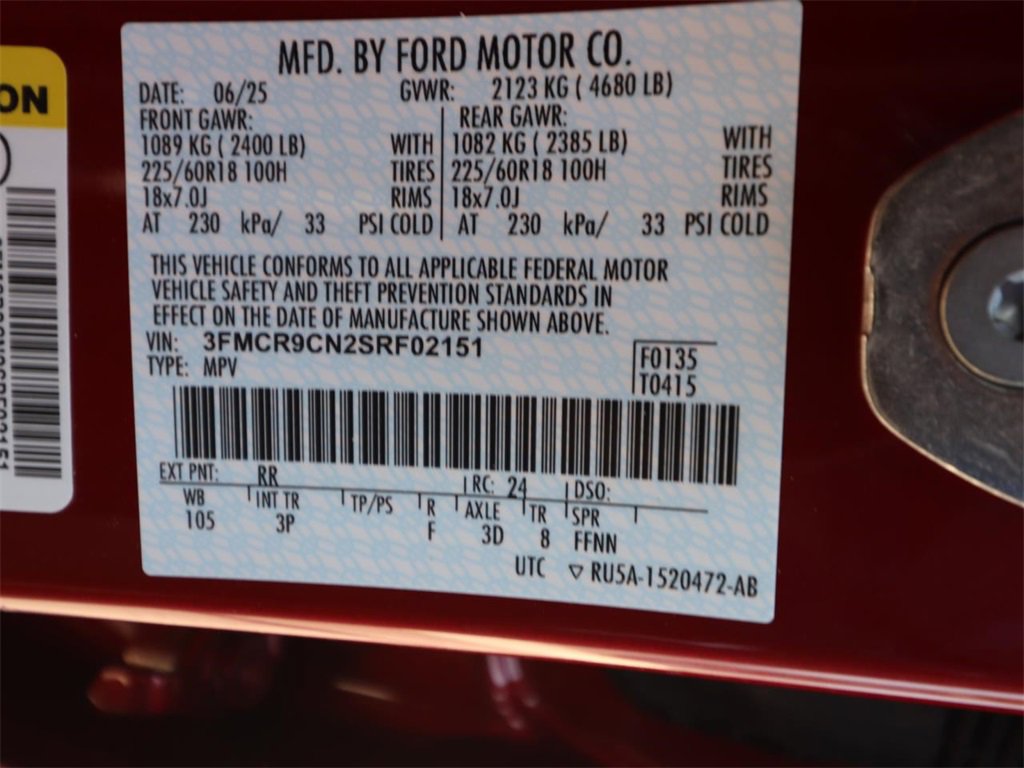 MFD. BY FORD MOTOR CO.
DATE: 06/25 GVWR: 2123 KG ( 4680 LB)
FRONT GAWR: REAR GAWR:
1089 KG ( 2400 LB) WITH 1082 KG ( 2385 LB) WITH
225/60R18 100H TIRES 225/60R18 100H TIRES
18x7.0J RIMS 18x7.0J RIMS
AT 230 kPa/ 33 PSI COLD AT 230 kPa/ 33 PSI COLD
THIS VEHICLE CONFORMS TO ALL APPLICABLE FEDERAL MOTOR
VEHICLE SAFETY AND THEFT PREVENTION STANDARDS IN
EFFECT ON THE DATE OF MANUFACTURE SHOWN ABOVE.
VIN: 3FMCR9CN2SRF02151
TYPE: MPV
F0135
T0415
EXT PNT: RR RC: 24 DSO:
WB INT TR TP/PS R AXLE TR SPR
105 3P F 3D 8 FFNN
UTC ▽ RU5A-1520472-AB
ON